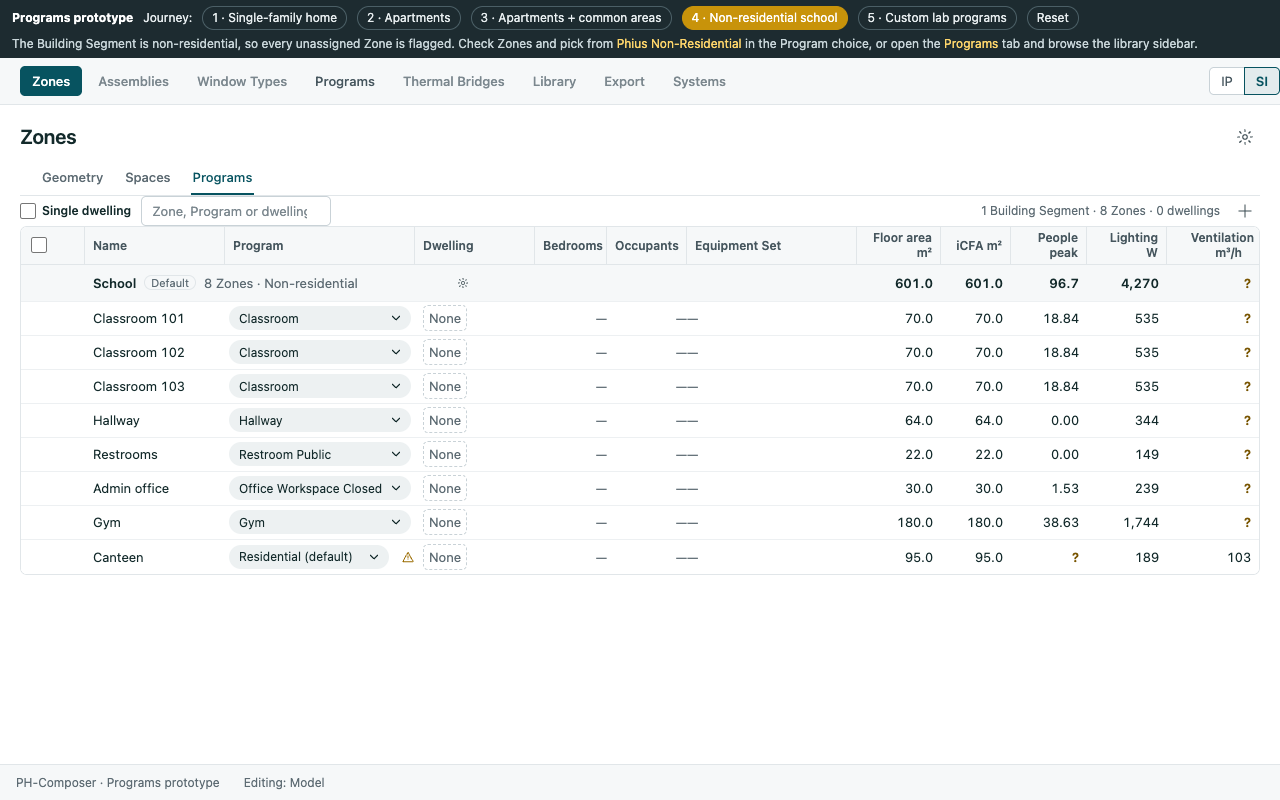 Programs prototype Journey: 1 · Single-family home 2 · Apartments 3 · Apartments + common areas 4 · Non-residential school 5 · Custom lab programs Reset
The Building Segment is non-residential, so every unassigned Zone is flagged. Check Zones and pick from Phius Non-Residential in the Program choice, or open the Programs tab and browse the library sidebar.
Zones Assemblies Window Types Programs Thermal Bridges Library Export Systems IP SI
Zones
Geometry Spaces Programs
Single dwelling Zone, Program or dwelling 1 Building Segment · 8 Zones · 0 dwellings
Name Program Dwelling Bedrooms Occupants Equipment Set Floor area m² iCFA m² People peak Lighting W Ventilation m³/h
School Default 8 Zones · Non-residential 601.0 601.0 96.7 4,270 ?
Classroom 101 Classroom None — —— 70.0 70.0 18.84 535 ?
Classroom 102 Classroom None — —— 70.0 70.0 18.84 535 ?
Classroom 103 Classroom None — —— 70.0 70.0 18.84 535 ?
Hallway Hallway None — —— 64.0 64.0 0.00 344 ?
Restrooms Restroom Public None — —— 22.0 22.0 0.00 149 ?
Admin office Office Workspace Closed None — —— 30.0 30.0 1.53 239 ?
Gym Gym None — —— 180.0 180.0 38.63 1,744 ?
Canteen Residential (default) None — —— 95.0 95.0 ? 189 103
PH-Composer · Programs prototype Editing: Model